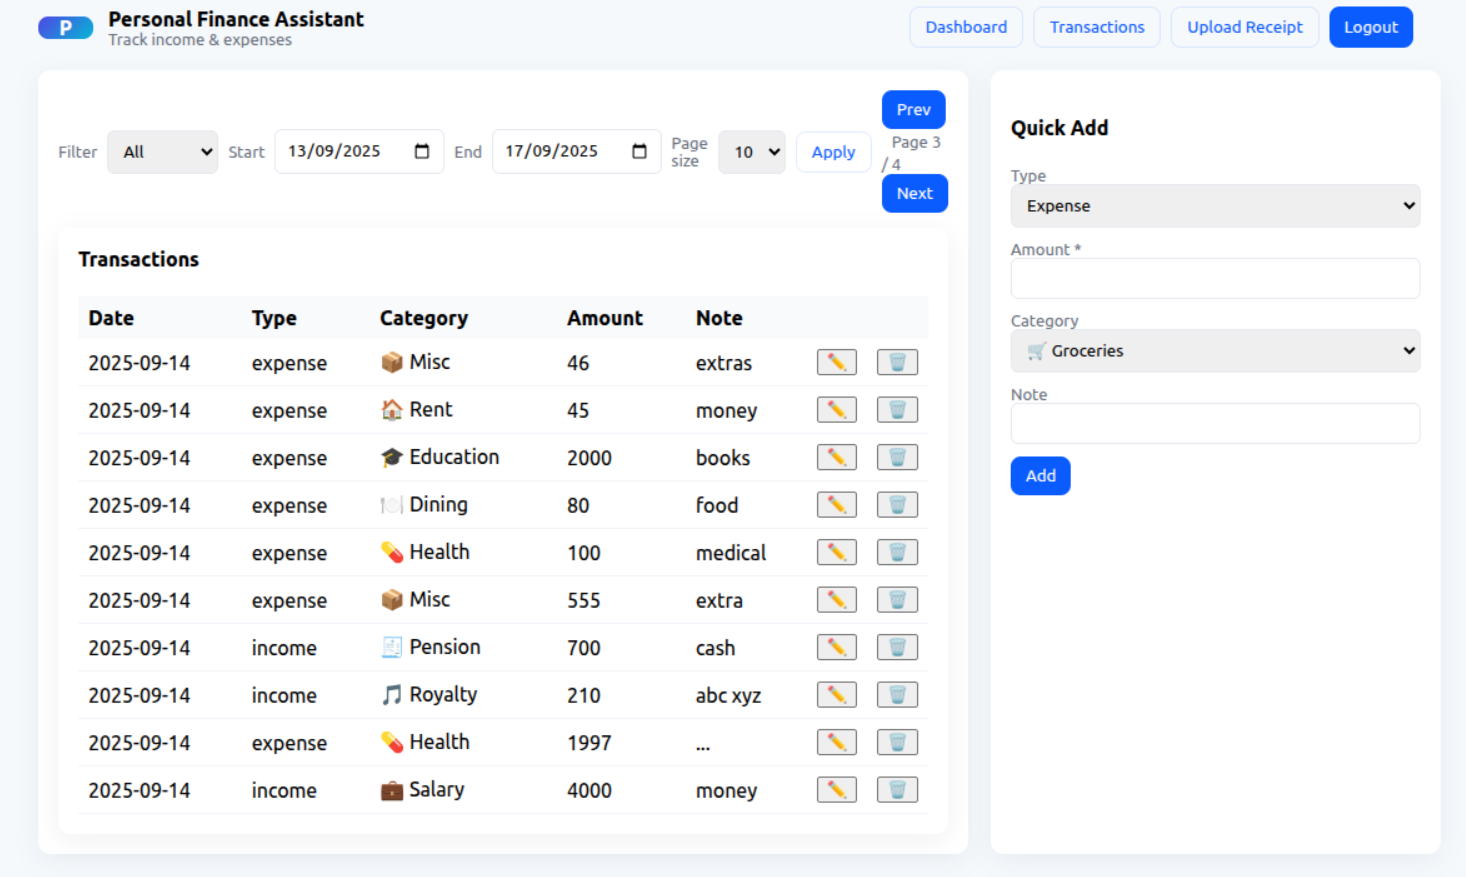 P
Personal Finance Assistant
Track income & expenses
Dashboard
Transactions
Upload Receipt
Logout
Filter
All
Start
13/09/2025
End
17/09/2025
Page
size
10
Apply
Prev
Page 3
/ 4
Next
Transactions
Date Type Category Amount Note
2025-09-14 expense Misc 46 extras
2025-09-14 expense Rent 45 money
2025-09-14 expense Education 2000 books
2025-09-14 expense Dining 80 food
2025-09-14 expense Health 100 medical
2025-09-14 expense Misc 555 extra
2025-09-14 income Pension 700 cash
2025-09-14 income Royalty 210 abc xyz
2025-09-14 expense Health 1997 ...
2025-09-14 income Salary 4000 money
Quick Add
Type
Expense
Amount *
Category
Groceries
Note
Add